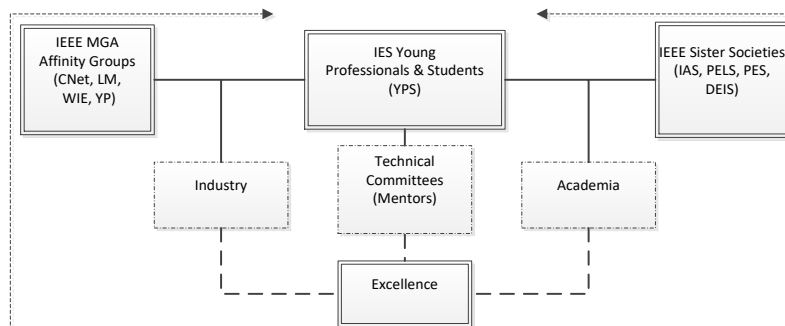 IEEE MGA
Affinity Groups
(CNet, LM,
WIE, YP)
IES Young
Professionals & Students
(YPS)
IEEE Sister Societies
(IAS, PELS, PES,
DEIS)
Industry
Technical
Committees
(Mentors)
Academia
Excellence